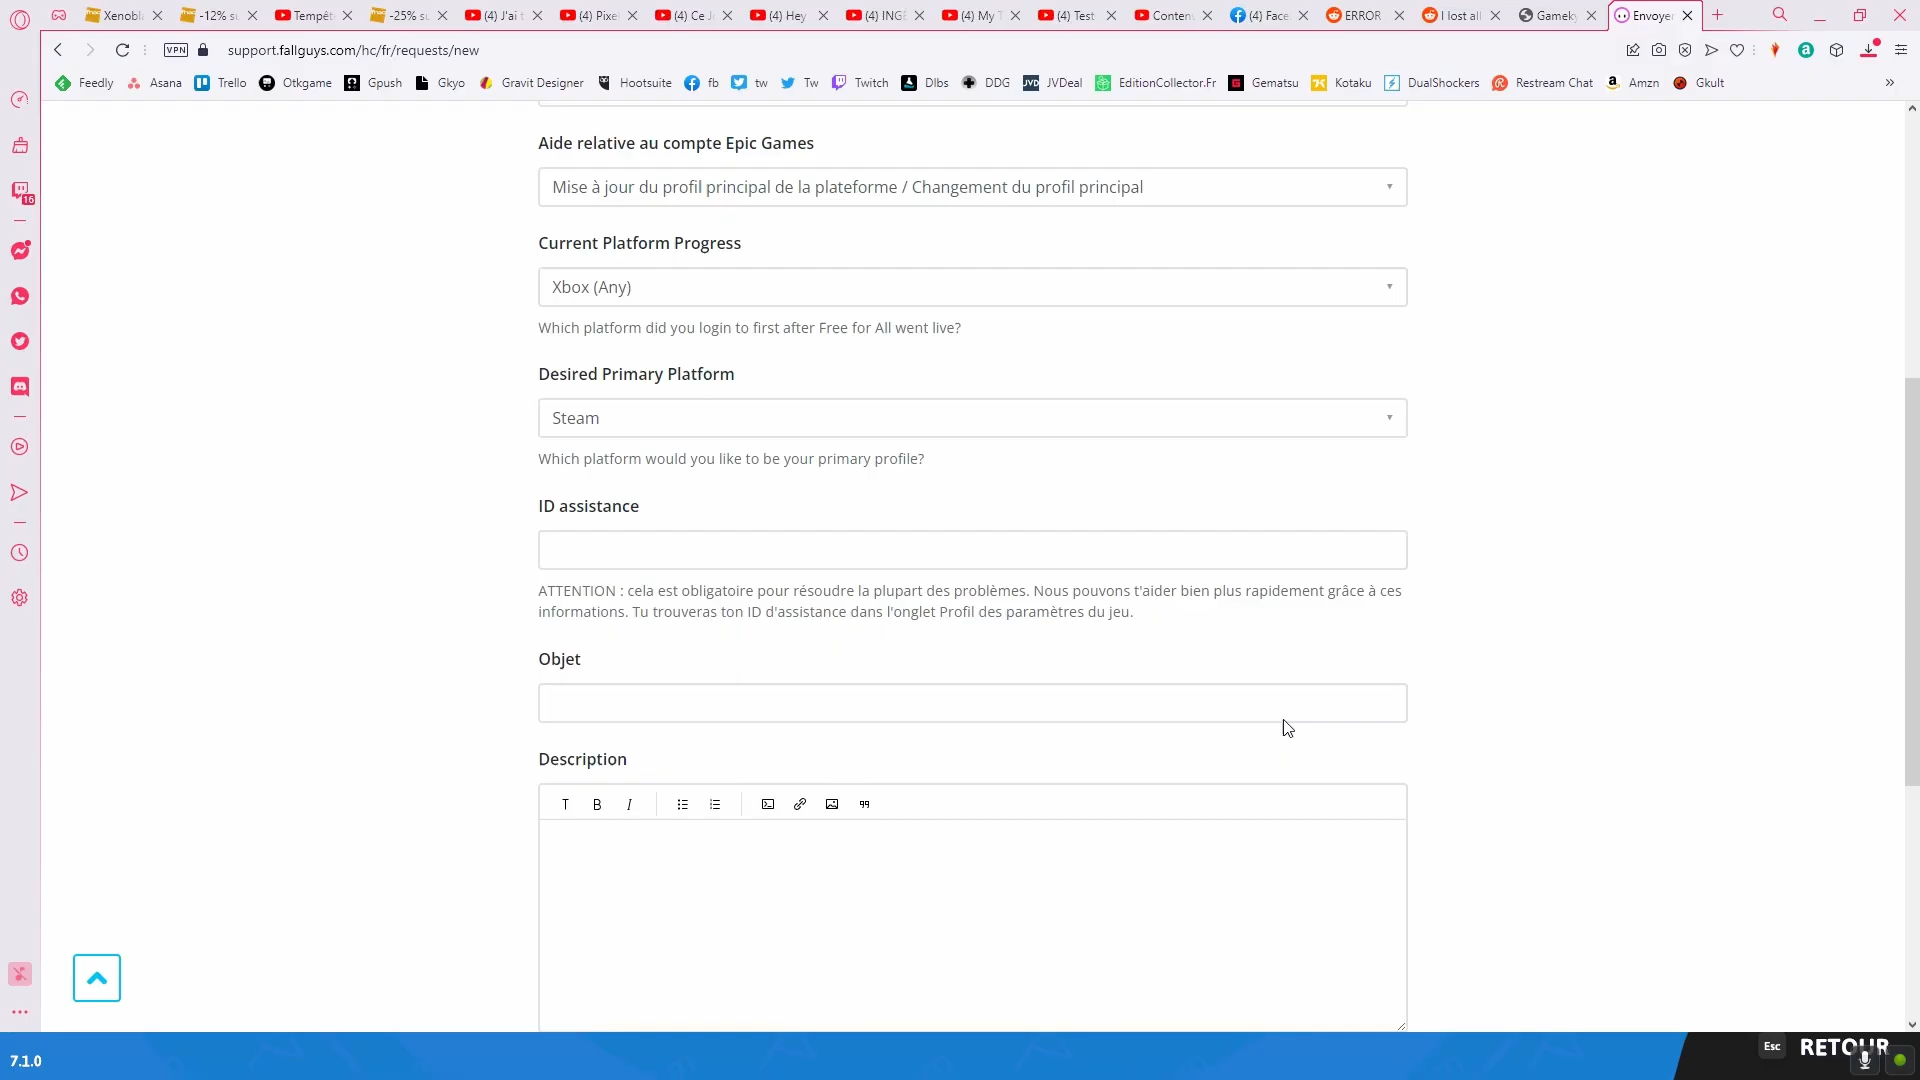 Xenobl
-12% su
Tempêt
-25% su
(4) J'ai t
(4) Pixe
(4) Ce J
(4) Hey
(4) ING
(4) My T
(4) Test
Conten
(4) Face
ERROR
I lost all
Gameky
Envoyer
VPN
support.fallguys.com/hc/fr/requests/new
Feedly
Asana
Trello
Otkgame
Gpush
Gkyo
Gravit Designer
Hootsuite
fb
tw
Tw
Twitch
Dlbs
DDG
JVDeal
EditionCollector.Fr
Gematsu
Kotaku
DualShockers
Restream Chat
Amzn
Gkult
16
Aide relative au compte Epic Games
Mise à jour du profil principal de la plateforme / Changement du profil principal
Current Platform Progress
Xbox (Any)
Which platform did you login to first after Free for All went live?
Desired Primary Platform
Steam
Which platform would you like to be your primary profile?
ID assistance
ATTENTION : cela est obligatoire pour résoudre la plupart des problèmes. Nous pouvons t'aider bien plus rapidement grâce à ces
informations. Tu trouveras ton ID d'assistance dans l'onglet Profil des paramètres du jeu.
Objet
Description
T B I
7.1.0
Esc RETOUR